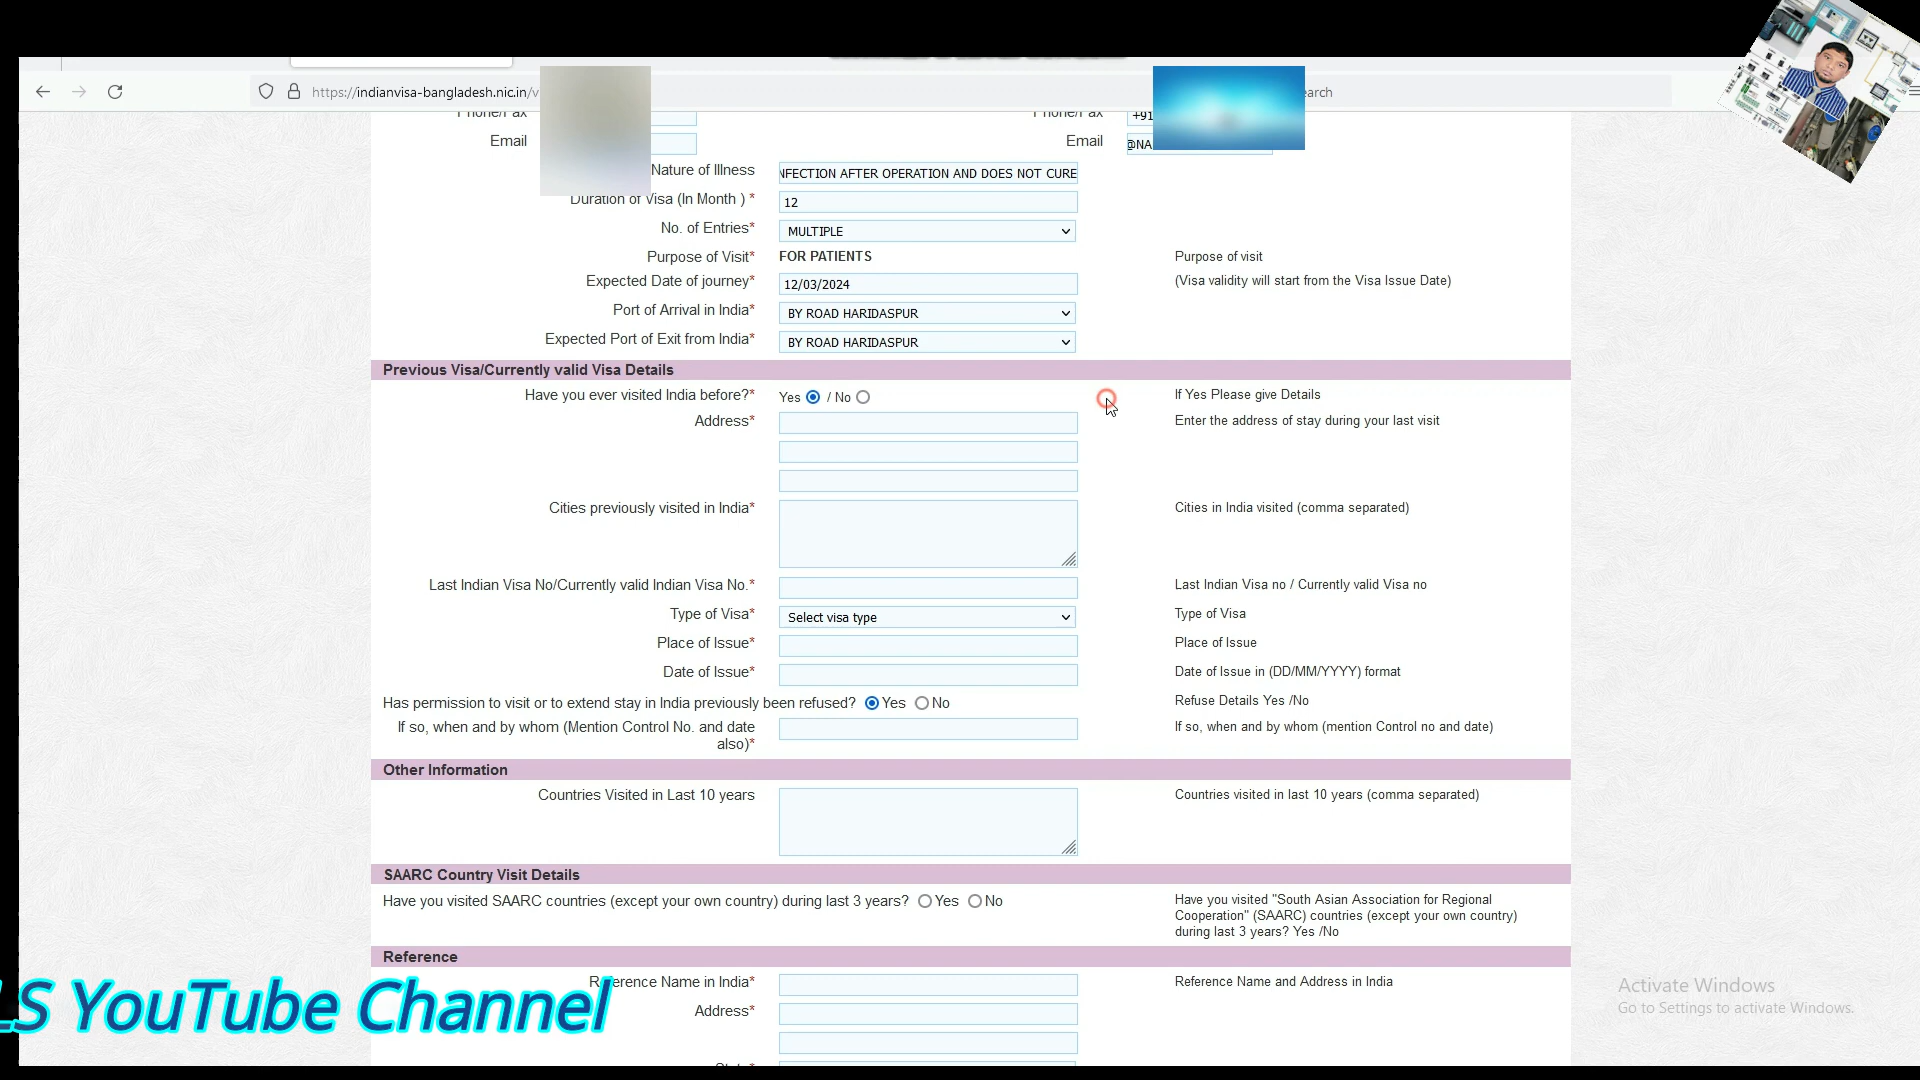 https://indianvisa-bangladesh.nic.in/v
earch
Phone/Fax
Phone/Fax +91
Email
Email @NA
Nature of Illness NFECTION AFTER OPERATION AND DOES NOT CURE
Duration of Visa (In Month ) * 12
No. of Entries* MULTIPLE
Purpose of Visit* FOR PATIENTS Purpose of visit
Expected Date of journey* 12/03/2024 (Visa validity will start from the Visa Issue Date)
Port of Arrival in India* BY ROAD HARIDASPUR
Expected Port of Exit from India* BY ROAD HARIDASPUR
Previous Visa/Currently valid Visa Details
Have you ever visited India before?* Yes / No If Yes Please give Details
Address* Enter the address of stay during your last visit
Cities previously visited in India* Cities in India visited (comma separated)
Last Indian Visa No/Currently valid Indian Visa No.* Last Indian Visa no / Currently valid Visa no
Type of Visa* Select visa type Type of Visa
Place of Issue* Place of Issue
Date of Issue* Date of Issue in (DD/MM/YYYY) format
Has permission to visit or to extend stay in India previously been refused? Yes No Refuse Details Yes /No
If so, when and by whom (Mention Control No. and date If so, when and by whom (mention Control no and date)
also)*
Other Information
Countries Visited in Last 10 years Countries visited in last 10 years (comma separated)
SAARC Country Visit Details
Have you visited SAARC countries (except your own country) during last 3 years? Yes No Have you visited "South Asian Association for Regional
Cooperation" (SAARC) countries (except your own country)
during last 3 years? Yes /No
Reference
Reference Name in India* Reference Name and Address in India
Address*
LS YouTube Channel
Activate Windows
Go to Settings to activate Windows.